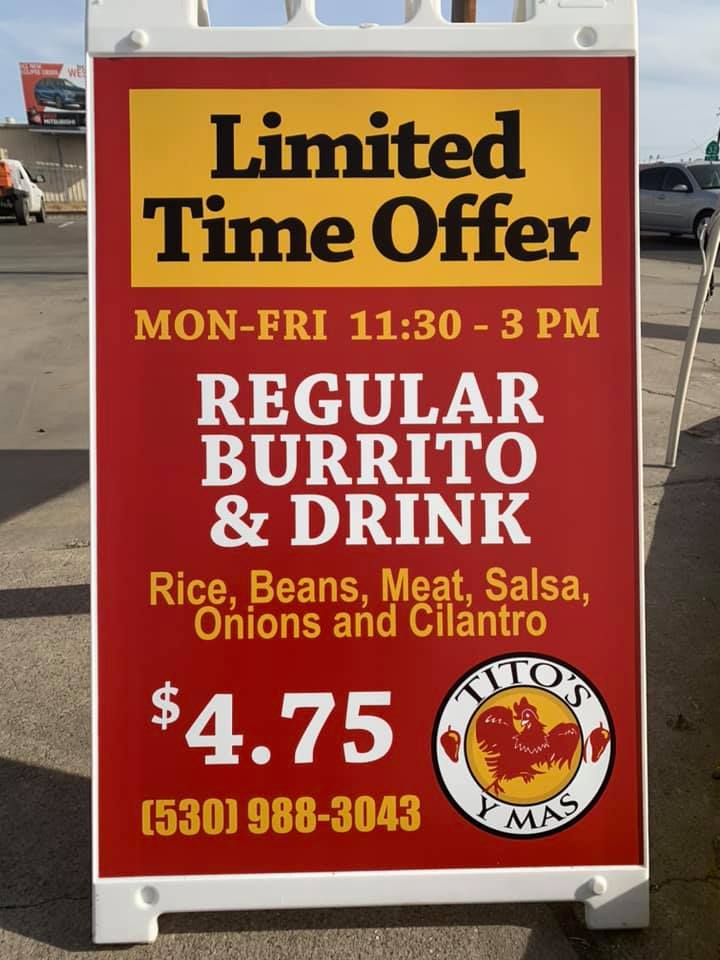 Limited
Time Offer
MON-FRI 11:30 - 3 PM
REGULAR
BURRITO
& DRINK
Rice, Beans, Meat, Salsa,
Onions and Cilantro
$4.75
TITO'S
Y MAS
(530) 988-3043
MITSUBISHI